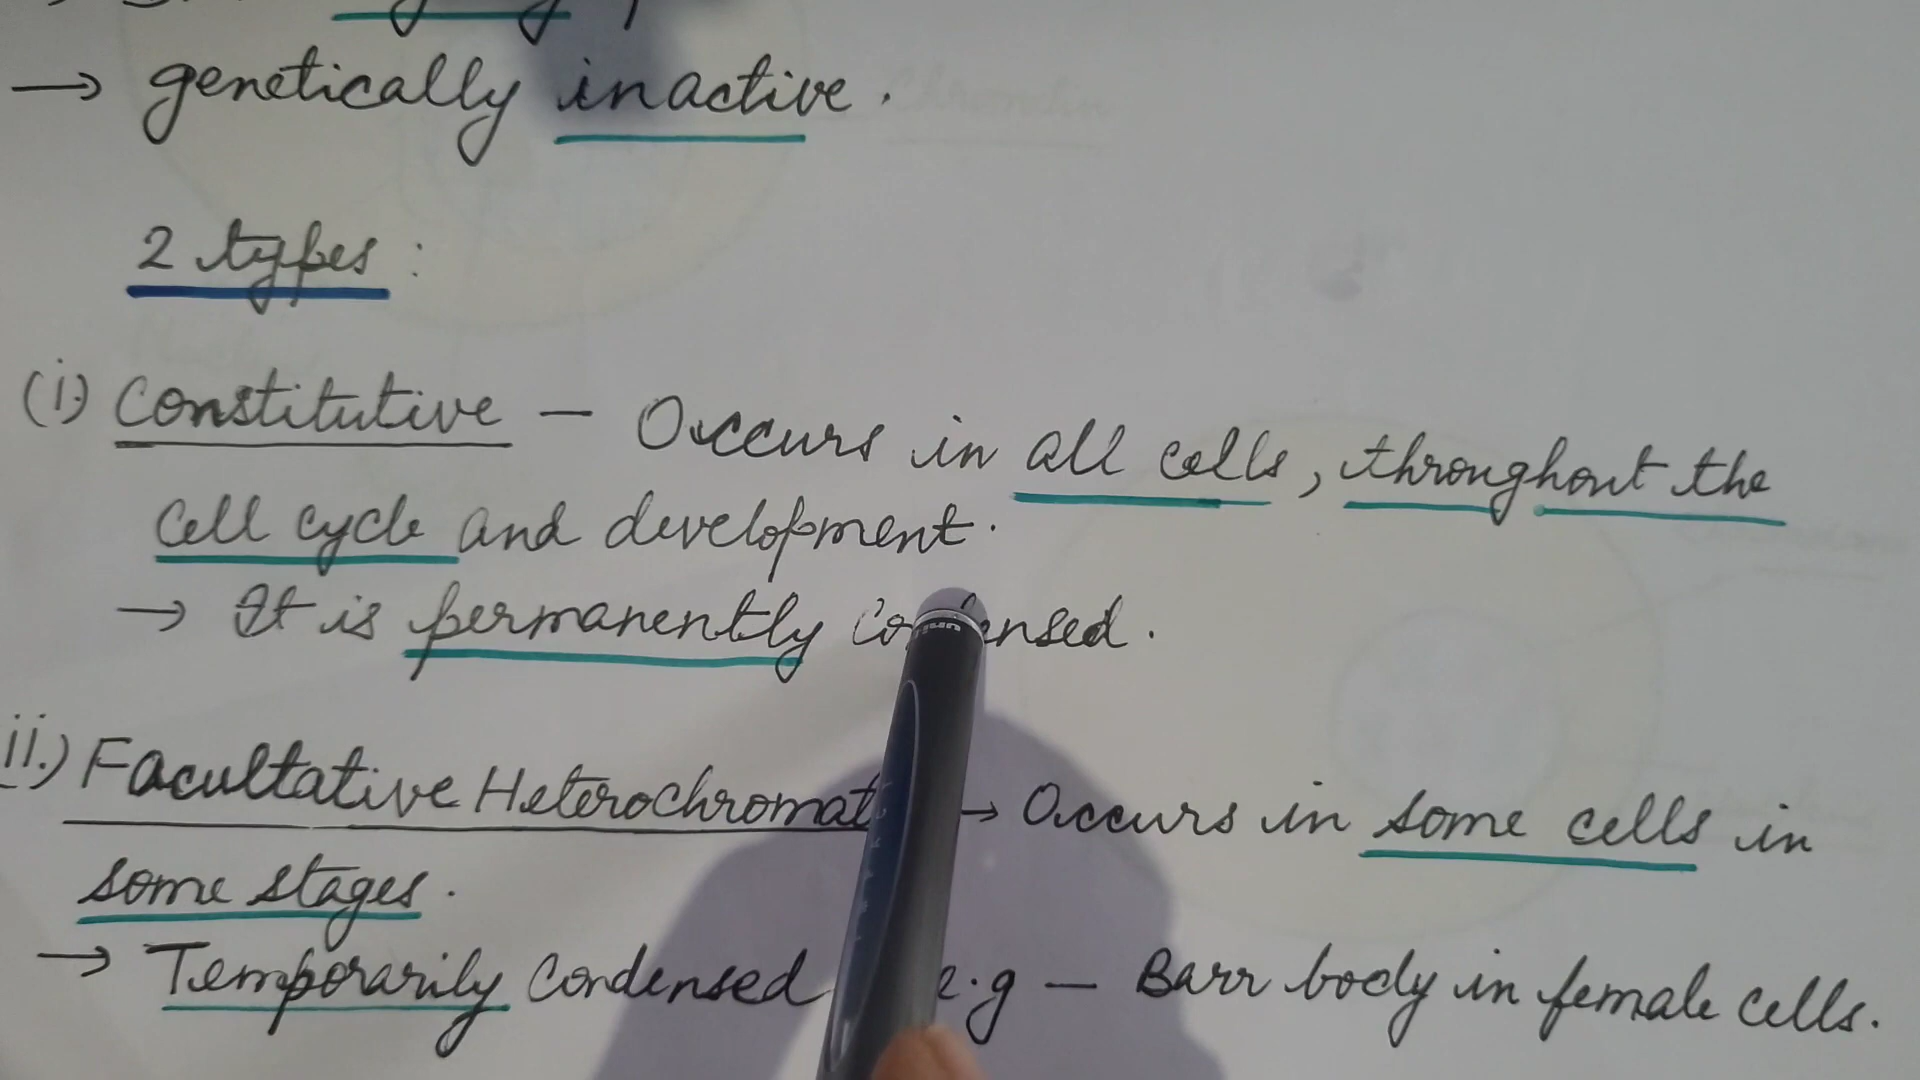 → genetically inactive.
2 types :
(i) Constitutive — Occurs in all cells, throughout the
cell cycle and development.
→ It is permanently condensed.
ii.) Facultative Heterochromat → Occurs in some cells in
some stages.
→ Temporarily Condensed e.g — Barr body in female cells.